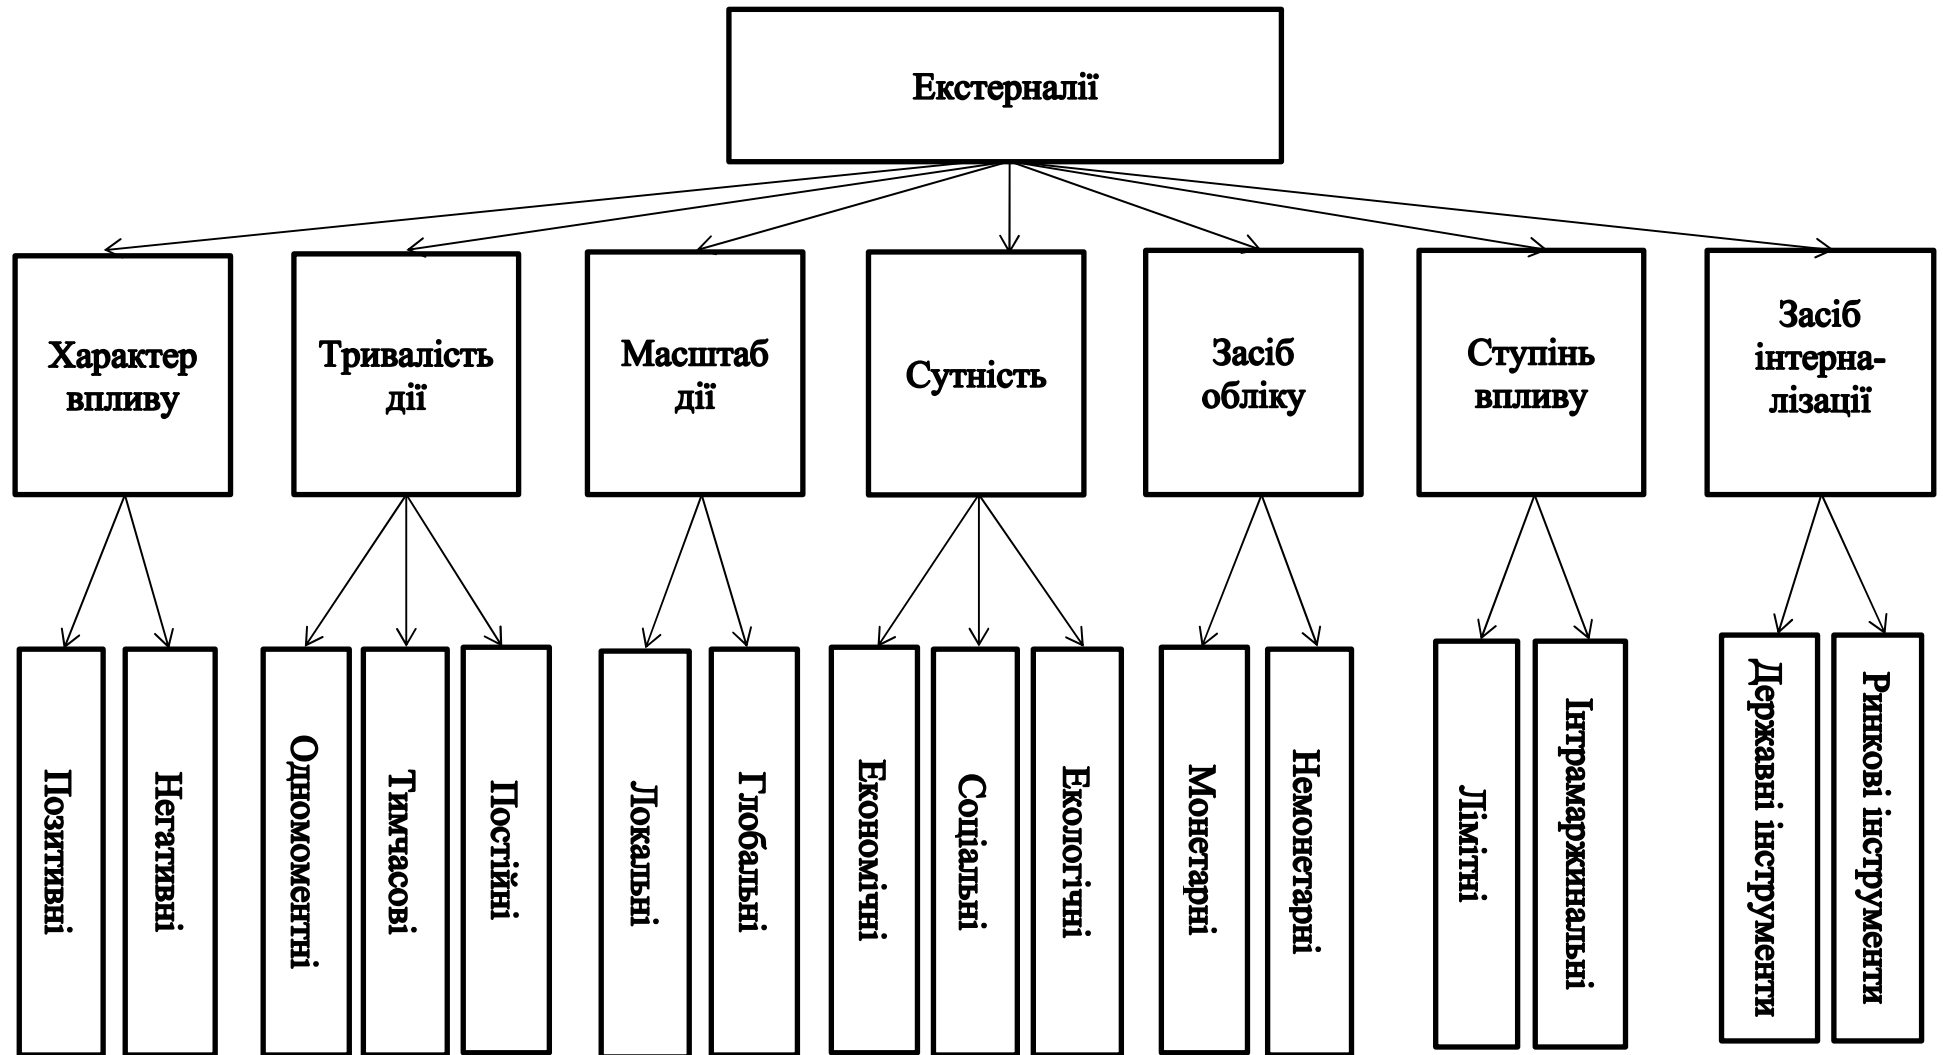 Екстерналії
Характер
впливу
Тривалість
дії
Масштаб
дії
Сутність
Засіб
обліку
Ступінь
впливу
Засіб
інтерна-
лізації
Позитивні
Негативні
Одномоментні
Тимчасові
Постійні
Локальні
Глобальні
Економічні
Соціальні
Екологічні
Монетарні
Немонетарні
Лімітні
Інтрамаржинальні
Державні інструменти
Ринкові інструменти